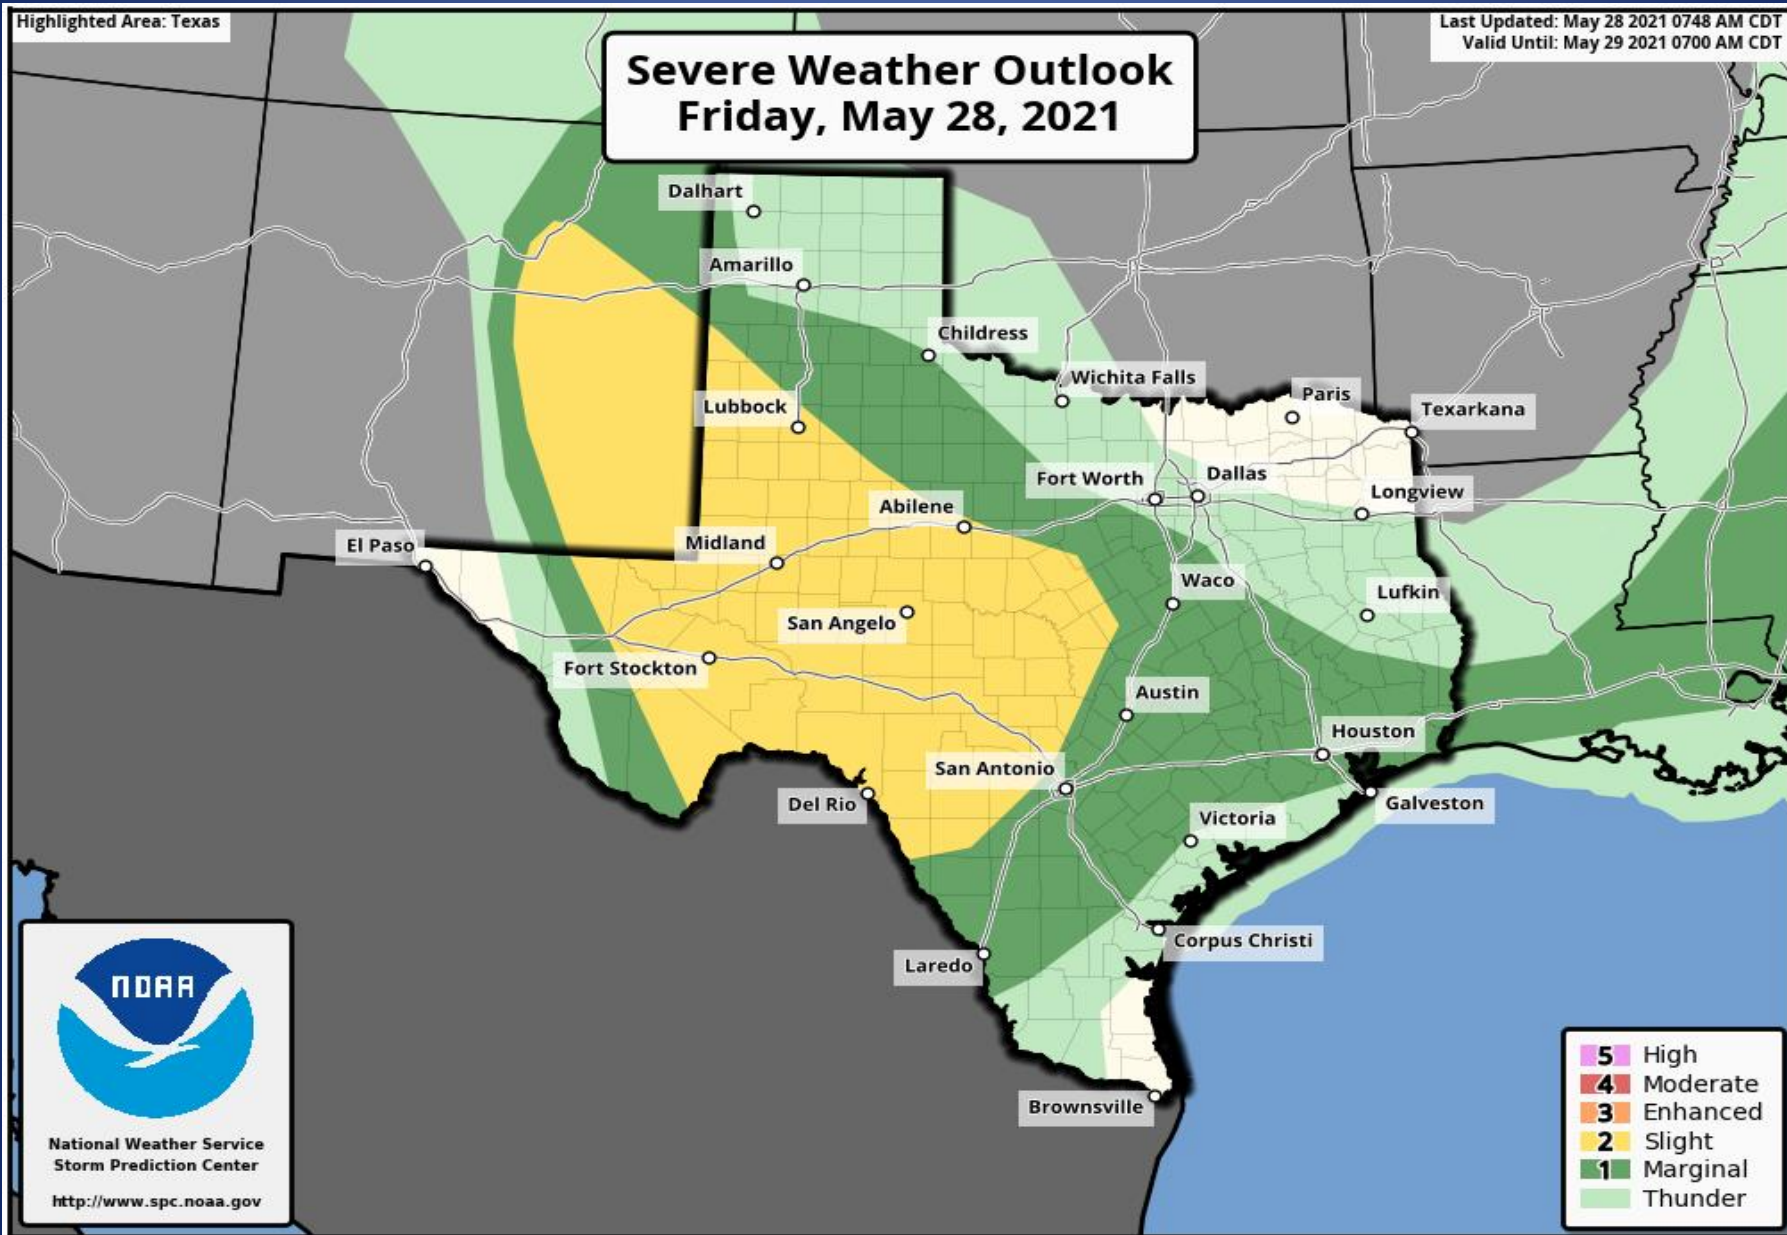 Highlighted Area: Texas
Last Updated: May 28 2021 0748 AM CDT
Valid Until: May 29 2021 0700 AM CDT
Severe Weather Outlook
Friday, May 28, 2021
Dalhart
Amarillo
Childress
Wichita Falls
Paris
Texarkana
Lubbock
Fort Worth
Dallas
Longview
Abilene
El Paso
Midland
Waco
Lufkin
San Angelo
Fort Stockton
Austin
Houston
San Antonio
Del Rio
Galveston
Victoria
Corpus Christi
Laredo
Brownsville
NOAA
National Weather Service
Storm Prediction Center
http://www.spc.noaa.gov
5 High
4 Moderate
3 Enhanced
2 Slight
1 Marginal
Thunder